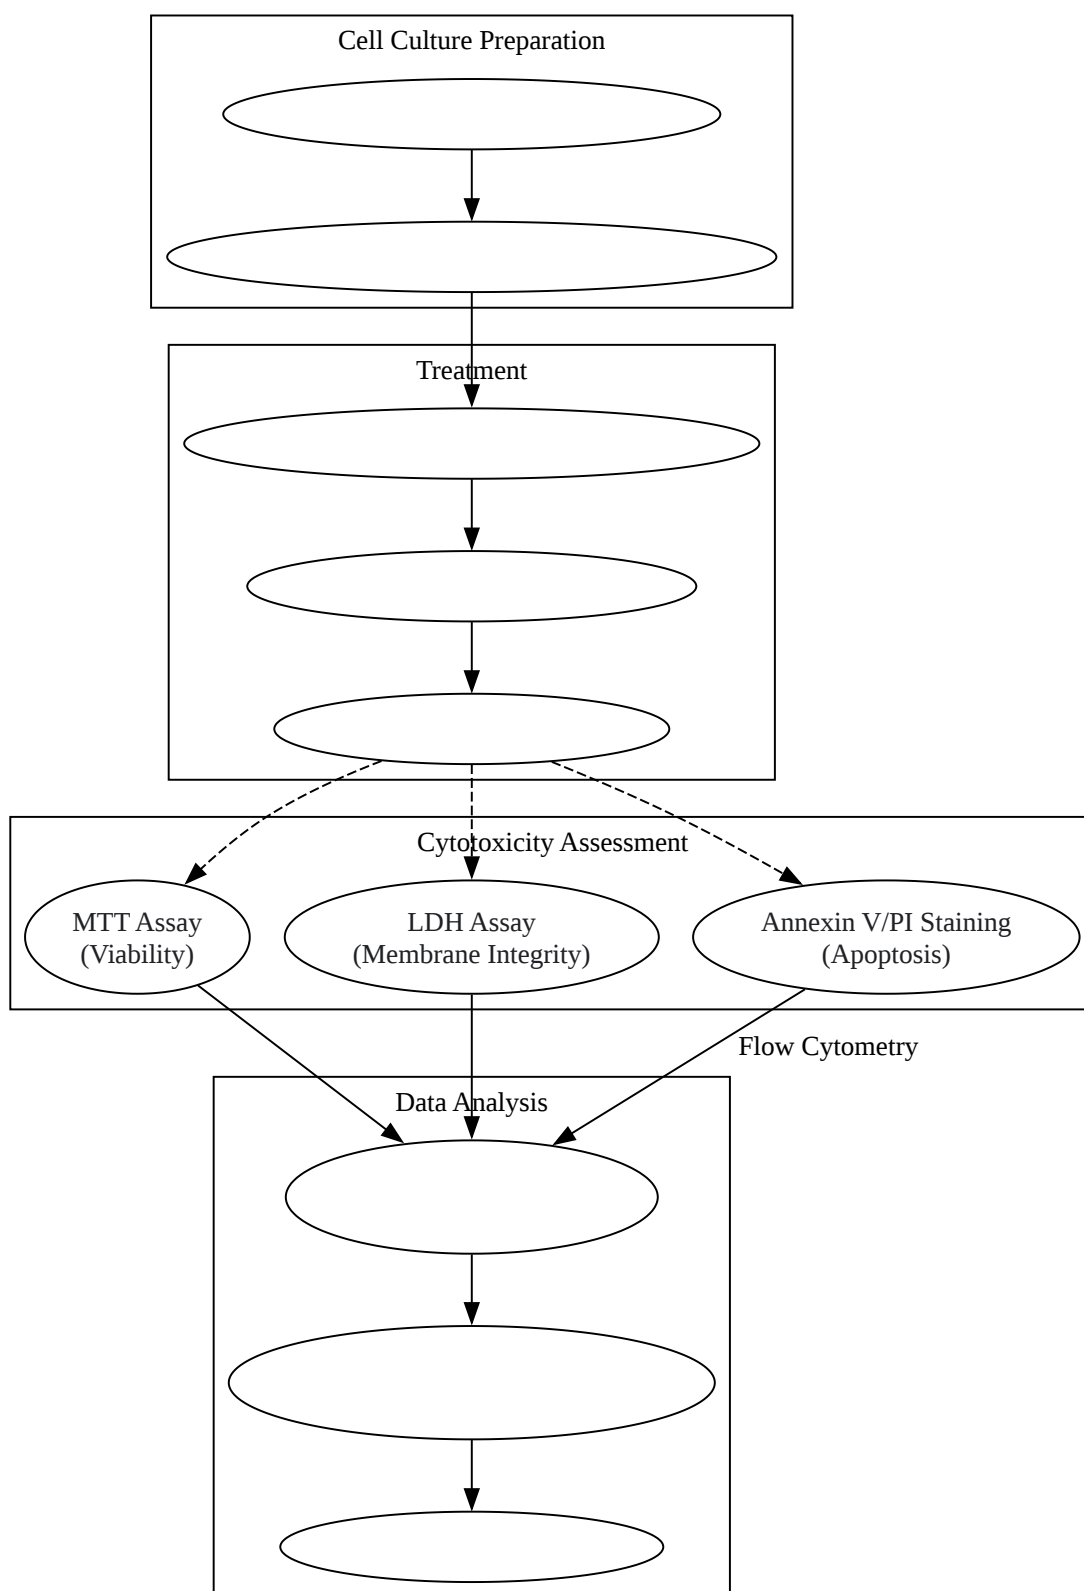 Cell Culture Preparation
Treatment
Cytotoxicity Assessment
MTT Assay
(Viability)
LDH Assay
(Membrane Integrity)
Annexin V/PI Staining
(Apoptosis)
Flow Cytometry
Data Analysis